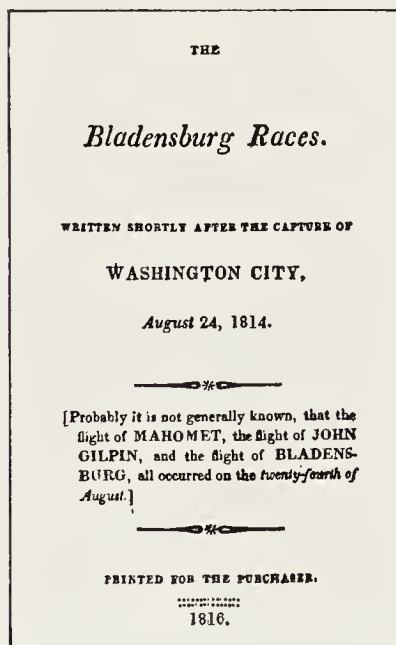 THE
Bladensburg Races.
WRITTEN SHORTLY AFTER THE CAPTURE OF
WASHINGTON CITY,
August 24, 1814.
[Probably it is not generally known, that the
flight of MAHOMET, the flight of JOHN
GILPIN, and the flight of BLADENS-
BURG, all occurred on the twenty-fourth of
August.]
PRINTED FOR THE PURCHASER.
1816.